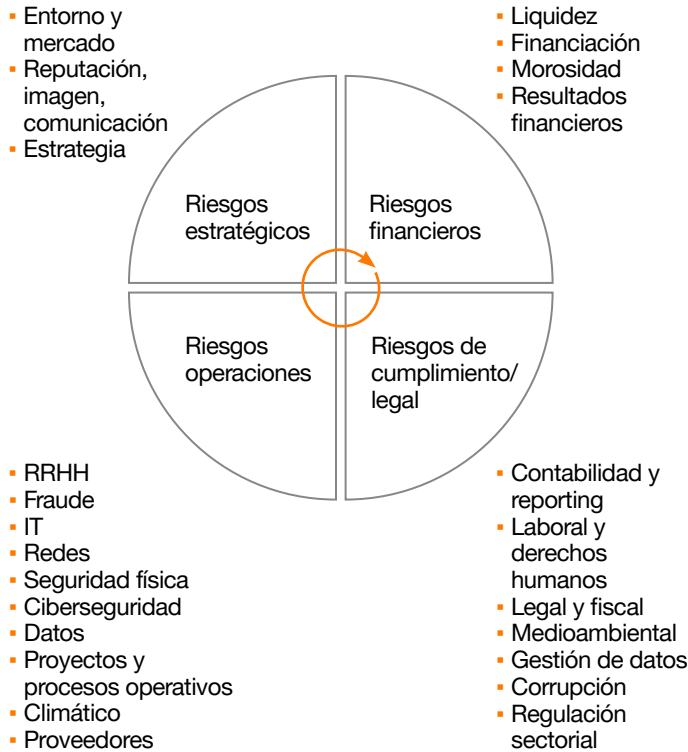 Entorno y
mercado
Reputación,
imagen,
comunicación
Estrategia
Liquidez
Financiación
Morosidad
Resultados
financieros
Riesgos
estratégicos
Riesgos
financieros
Riesgos
operaciones
Riesgos de
cumplimiento/
legal
RRHH
Fraude
IT
Redes
Seguridad física
Ciberseguridad
Datos
Proyectos y
procesos operativos
Climático
Proveedores
Contabilidad y
reporting
Laboral y
derechos
humanos
Legal y fiscal
Medioambiental
Gestión de datos
Corrupción
Regulación
sectorial